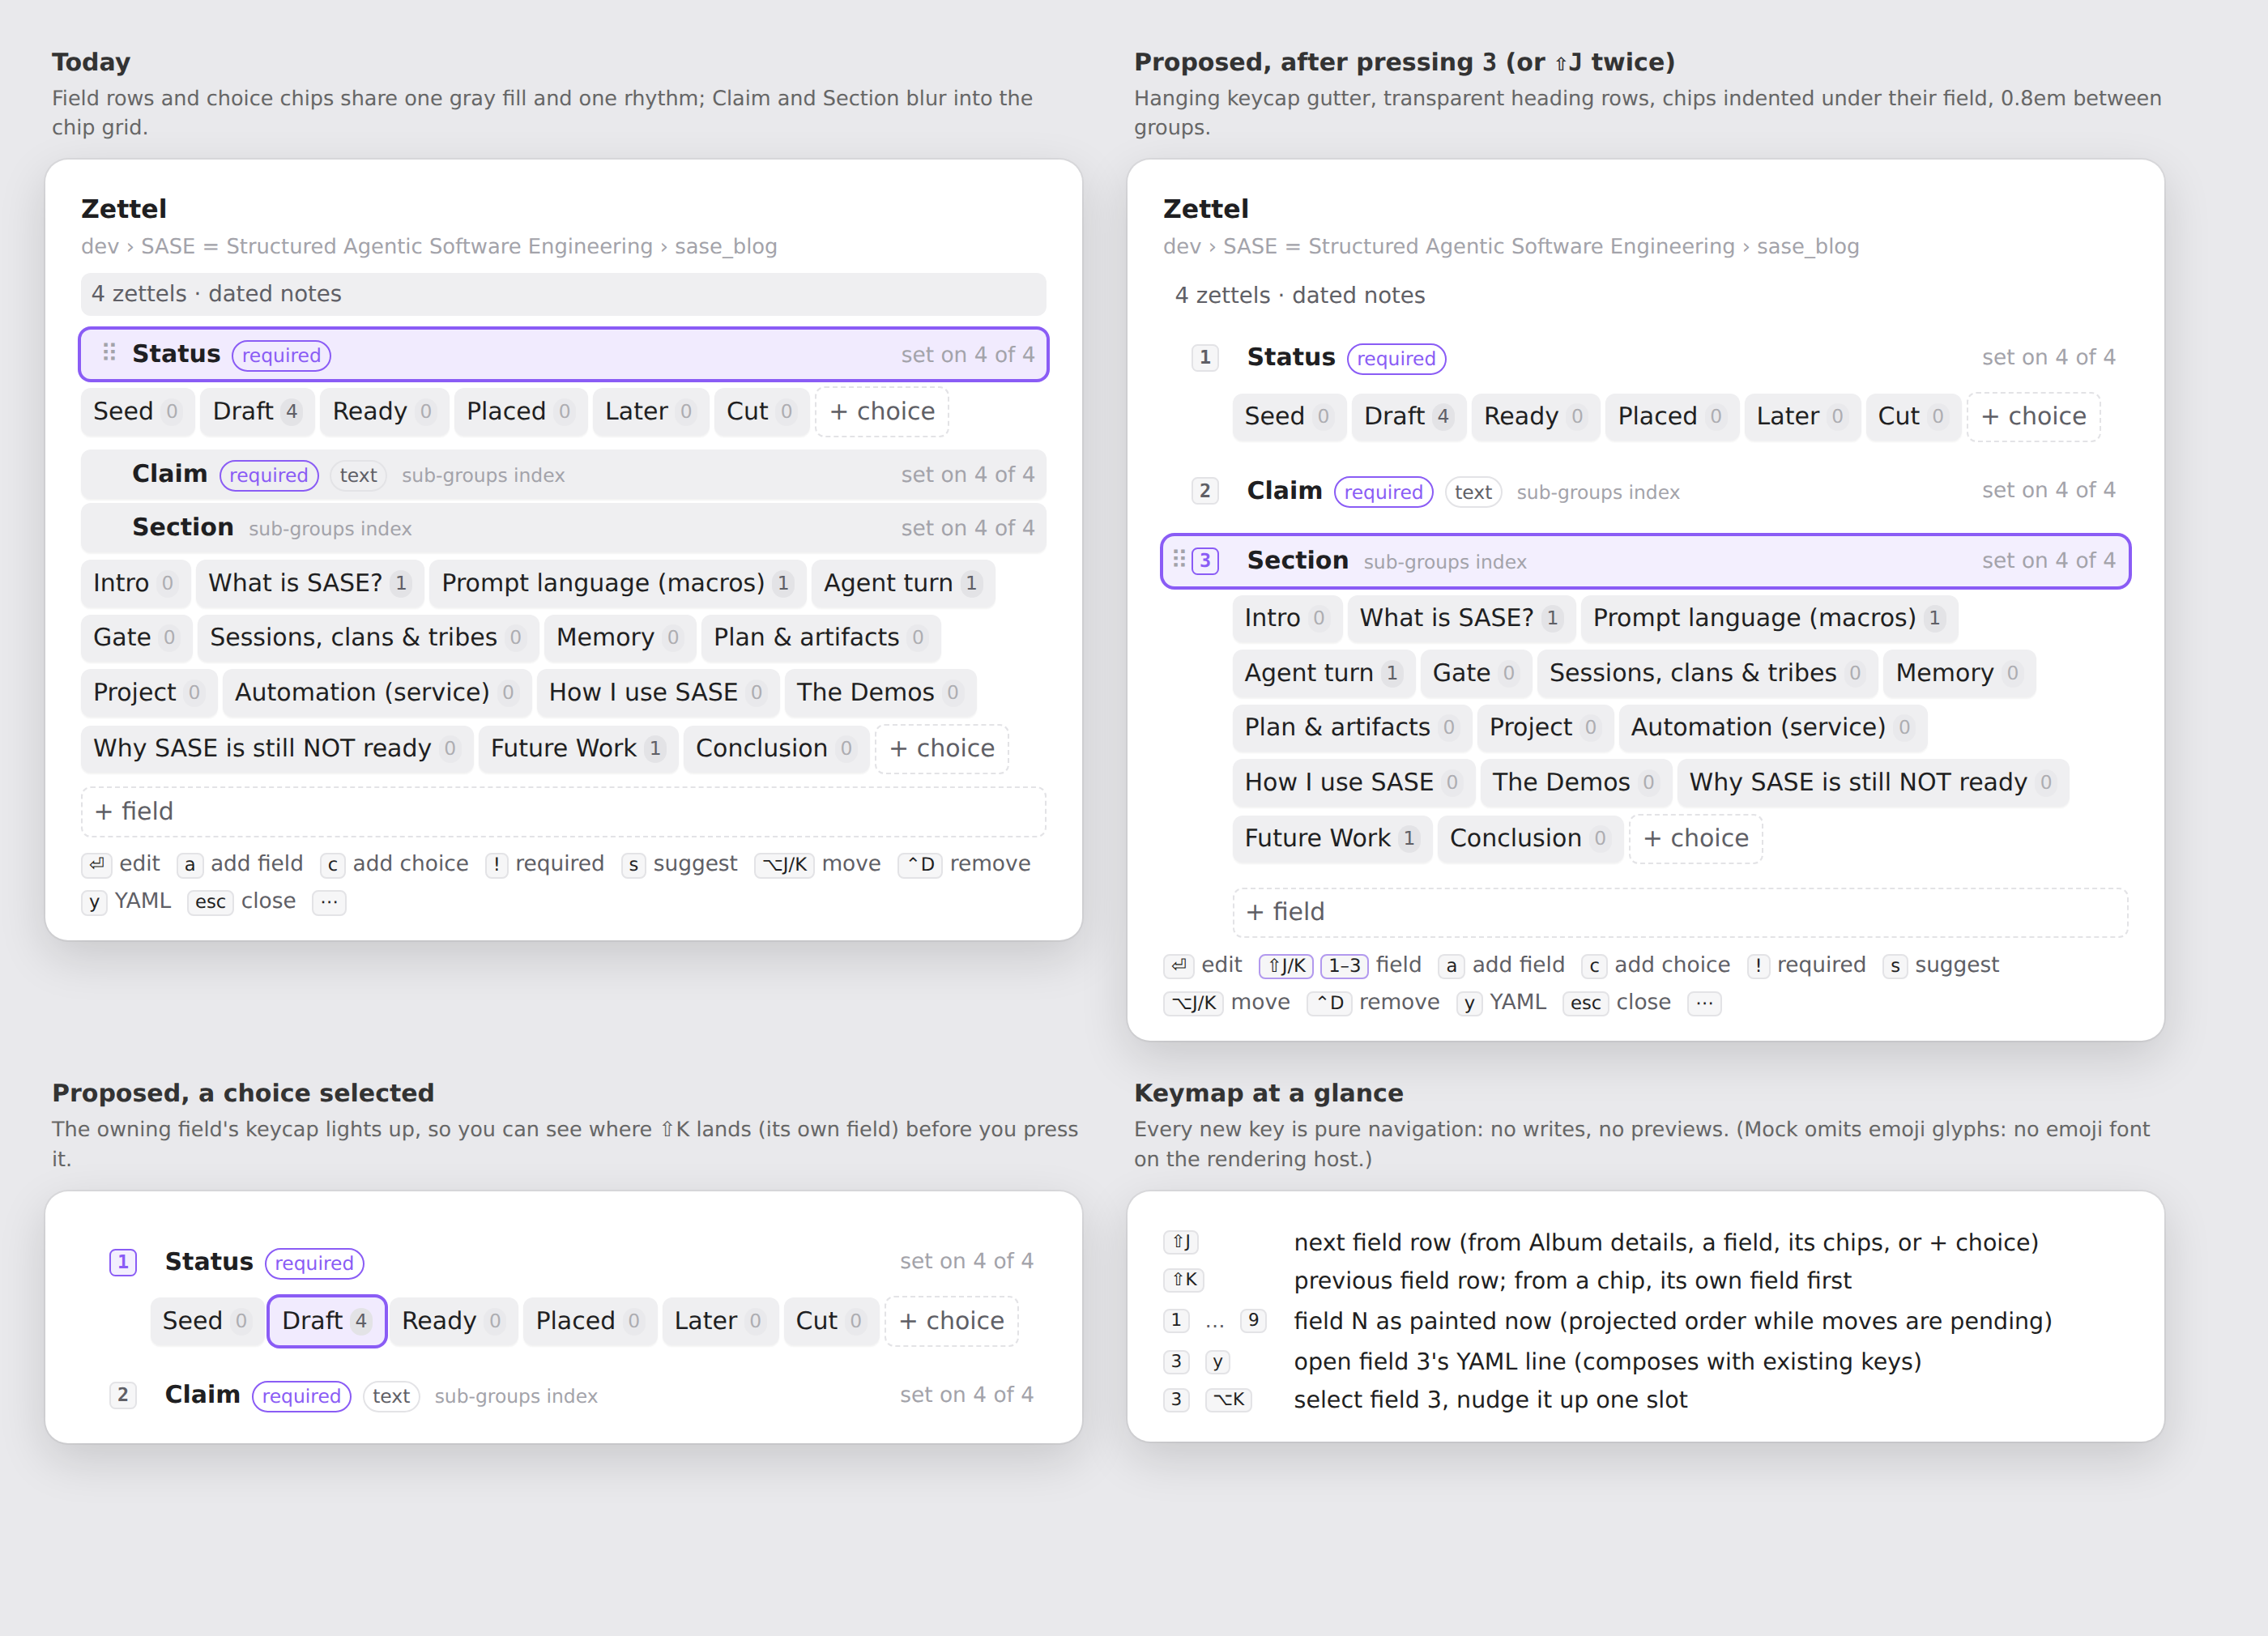 Today
Field rows and choice chips share one gray fill and one rhythm; Claim and Section blur into the
chip grid.
Zettel
dev › SASE = Structured Agentic Software Engineering › sase_blog
4 zettels · dated notes
⠿ Status required set on 4 of 4
Seed 0 Draft 4 Ready 0 Placed 0 Later 0 Cut 0 + choice
Claim required text sub-groups index set on 4 of 4
Section sub-groups index set on 4 of 4
Intro 0 What is SASE? 1 Prompt language (macros) 1 Agent turn 1
Gate 0 Sessions, clans & tribes 0 Memory 0 Plan & artifacts 0
Project 0 Automation (service) 0 How I use SASE 0 The Demos 0
Why SASE is still NOT ready 0 Future Work 1 Conclusion 0 + choice
+ field
⏎ edit a add field c add choice ! required s suggest ⌥J/K move ⌃D remove
y YAML esc close ⋯
Proposed, after pressing 3 (or ⇧J twice)
Hanging keycap gutter, transparent heading rows, chips indented under their field, 0.8em between
groups.
Zettel
dev › SASE = Structured Agentic Software Engineering › sase_blog
4 zettels · dated notes
1 Status required set on 4 of 4
Seed 0 Draft 4 Ready 0 Placed 0 Later 0 Cut 0 + choice
2 Claim required text sub-groups index set on 4 of 4
⠿ 3 Section sub-groups index set on 4 of 4
Intro 0 What is SASE? 1 Prompt language (macros) 1
Agent turn 1 Gate 0 Sessions, clans & tribes 0 Memory 0
Plan & artifacts 0 Project 0 Automation (service) 0
How I use SASE 0 The Demos 0 Why SASE is still NOT ready 0
Future Work 1 Conclusion 0 + choice
+ field
⏎ edit ⇧J/K 1–3 field a add field c add choice ! required s suggest
⌥J/K move ⌃D remove y YAML esc close ⋯
Proposed, a choice selected
The owning field's keycap lights up, so you can see where ⇧K lands (its own field) before you press
it.
1 Status required set on 4 of 4
Seed 0 Draft 4 Ready 0 Placed 0 Later 0 Cut 0 + choice
2 Claim required text sub-groups index set on 4 of 4
Keymap at a glance
Every new key is pure navigation: no writes, no previews. (Mock omits emoji glyphs: no emoji font
on the rendering host.)
⇧J next field row (from Album details, a field, its chips, or + choice)
⇧K previous field row; from a chip, its own field first
1 … 9 field N as painted now (projected order while moves are pending)
3 y open field 3's YAML line (composes with existing keys)
3 ⌥K select field 3, nudge it up one slot